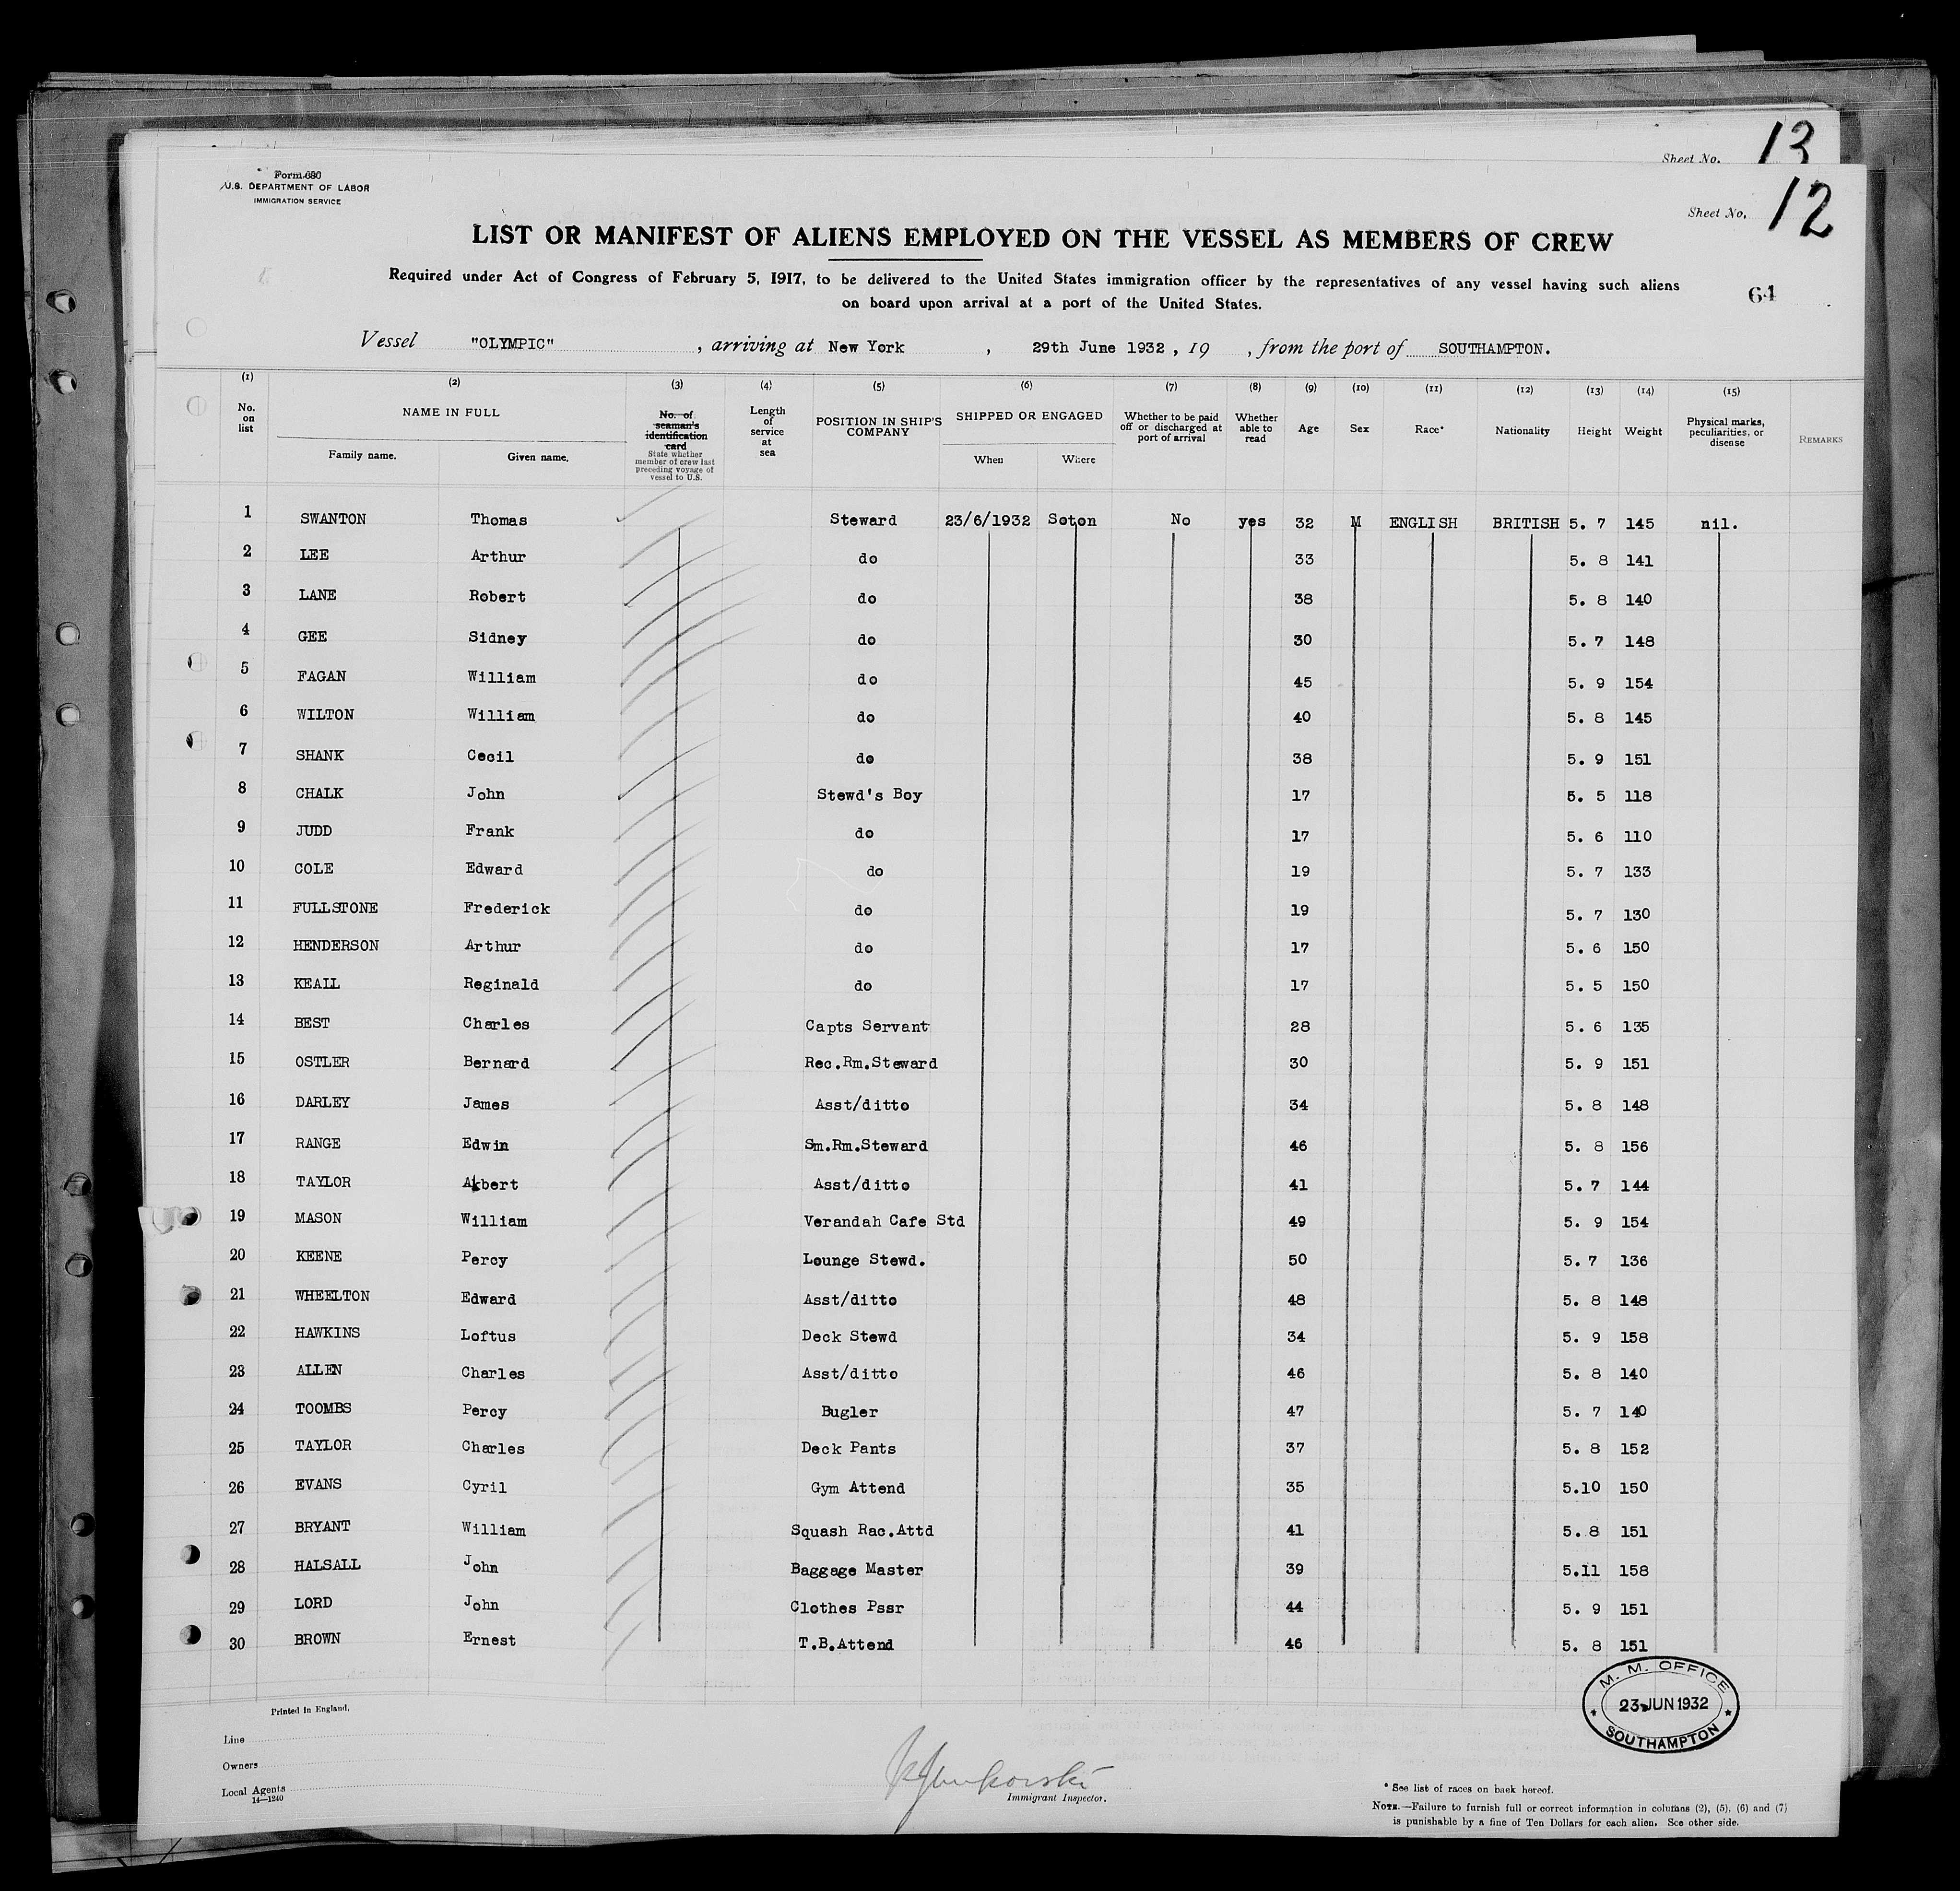 Sheet No. 13
Form 680
U.S. DEPARTMENT OF LABOR
IMMIGRATION SERVICE
Sheet No. 12
LIST OR MANIFEST OF ALIENS EMPLOYED ON THE VESSEL AS MEMBERS OF CREW
Required under Act of Congress of February 5, 1917, to be delivered to the United States immigration officer by the representatives of any vessel having such aliens
on board upon arrival at a port of the United States.
64
Vessel "OLYMPIC", arriving at New York, 29th June 1932, 19 , from the port of SOUTHAMPTON.
(1) (2) (3) (4) (5) (6) (7) (8) (9) (10) (11) (12) (13) (14) (15)
No. on list
NAME IN FULL
Family name. Given name.
No. of seaman's identification card
State whether member of crew last preceding voyage of vessel to U.S.
Length of service at sea
POSITION IN SHIP'S COMPANY
SHIPPED OR ENGAGED
When Where
Whether to be paid off or discharged at port of arrival
Whether able to read
Age
Sex
Race*
Nationality
Height
Weight
Physical marks, peculiarities, or disease
REMARKS
1 SWANTON Thomas Steward 23/6/1932 Soton No yes 32 M ENGLISH BRITISH 5. 7 145 nil.
2 LEE Arthur do 33 5. 8 141
3 LANE Robert do 38 5. 8 140
4 GEE Sidney do 30 5. 7 148
5 FAGAN William do 45 5. 9 154
6 WILTON William do 40 5. 8 145
7 SHANK Cecil do 38 5. 9 151
8 CHALK John Stewd's Boy 17 5. 5 118
9 JUDD Frank do 17 5. 6 110
10 COLE Edward do 19 5. 7 133
11 FULLSTONE Frederick do 19 5. 7 130
12 HENDERSON Arthur do 17 5. 6 150
13 KEALL Reginald do 17 5. 5 150
14 BEST Charles Capts Servant 28 5. 6 135
15 OSTLER Bernard Rec.Rm.Steward 30 5. 9 151
16 DARLEY James Asst/ditto 34 5. 8 148
17 RANGE Edwin Sm.Rm.Steward 46 5. 8 156
18 TAYLOR Albert Asst/ditto 41 5. 7 144
19 MASON William Verandah Cafe Std 49 5. 9 154
20 KEENE Percy Lounge Stewd. 50 5. 7 136
21 WHEELTON Edward Asst/ditto 48 5. 8 148
22 HAWKINS Loftus Deck Stewd 34 5. 9 158
23 ALLEN Charles Asst/ditto 46 5. 8 140
24 TOOMBS Percy Bugler 47 5. 7 140
25 TAYLOR Charles Deck Pants 37 5. 8 152
26 EVANS Cyril Gym Attend 35 5.10 150
27 BRYANT William Squash Rac.Attd 41 5. 8 151
28 HALSALL John Baggage Master 39 5.11 158
29 LORD John Clothes Pssr 44 5. 9 151
30 BROWN Ernest T.B.Attend 46 5. 8 151
M. M. OFFICE
23 JUN 1932
SOUTHAMPTON
Printed in England.
Line
Owners
Local Agents
14—1240
Immigrant Inspector.
* See list of races on back hereof.
NOTE.—Failure to furnish full or correct information in columns (2), (5), (6) and (7)
is punishable by a fine of Ten Dollars for each alien. See other side.